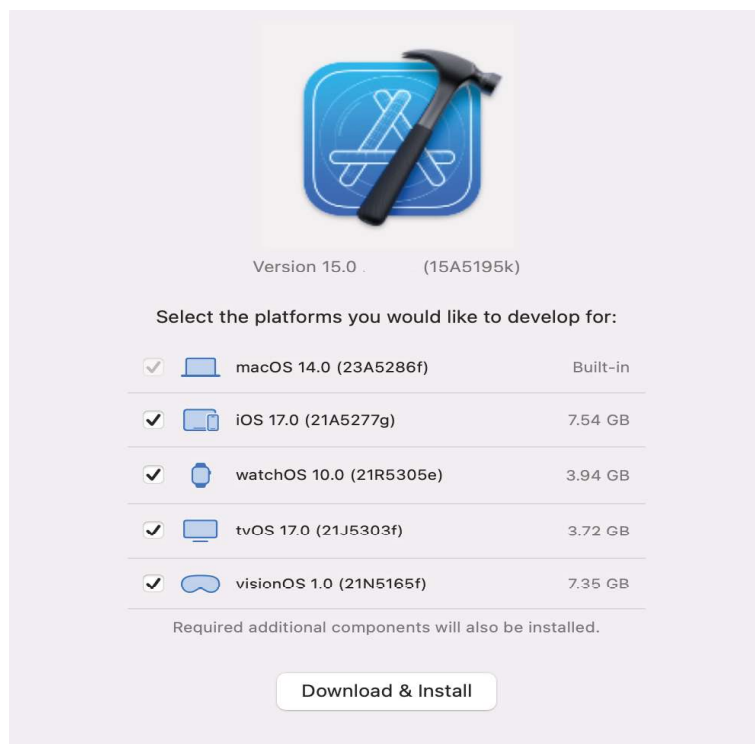 Version 15.0 (15A5195k)
Select the platforms you would like to develop for:
macOS 14.0 (23A5286f) Built-in
iOS 17.0 (21A5277g) 7.54 GB
watchOS 10.0 (21R5305e) 3.94 GB
tvOS 17.0 (21J5303f) 3.72 GB
visionOS 1.0 (21N5165f) 7.35 GB
Required additional components will also be installed.
Download & Install